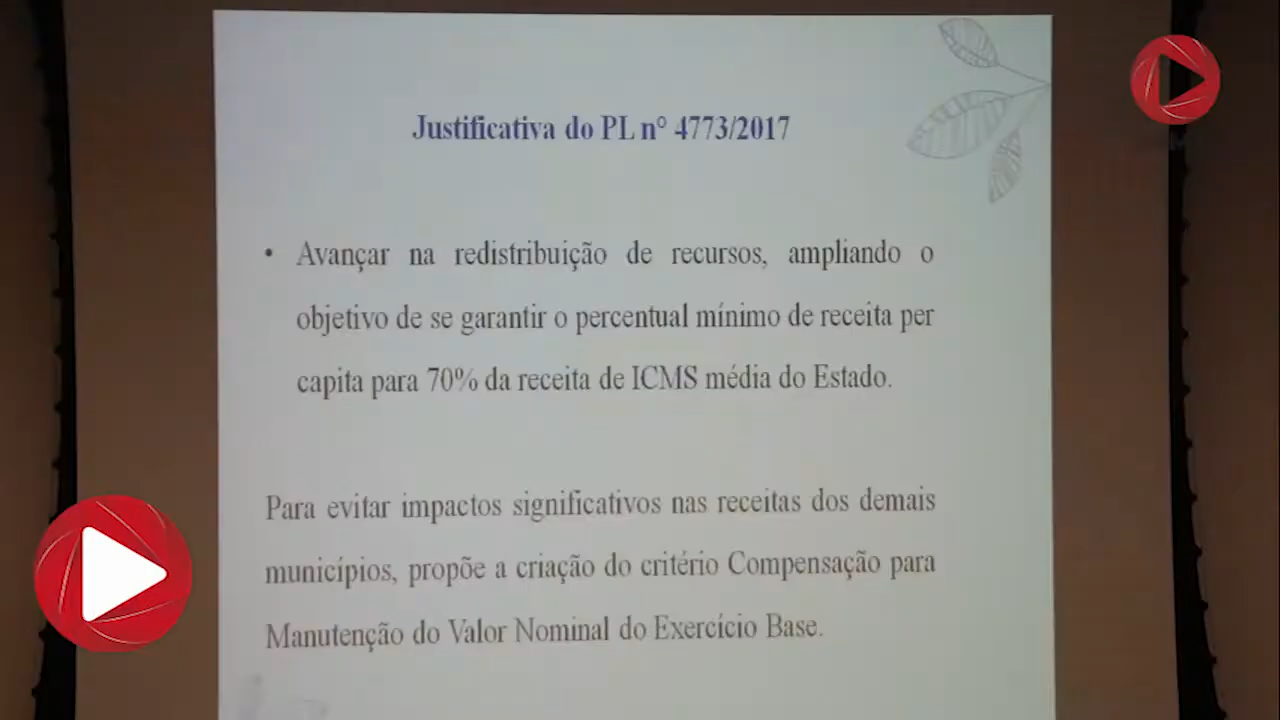 Justificativa do PL nº 4773/2017
• Avançar na redistribuição de recursos, ampliando o
objetivo de se garantir o percentual mínimo de receita per
capita para 70% da receita de ICMS média do Estado.
Para evitar impactos significativos nas receitas dos demais
municípios, propõe a criação do critério Compensação para
Manutenção do Valor Nominal do Exercício Base.